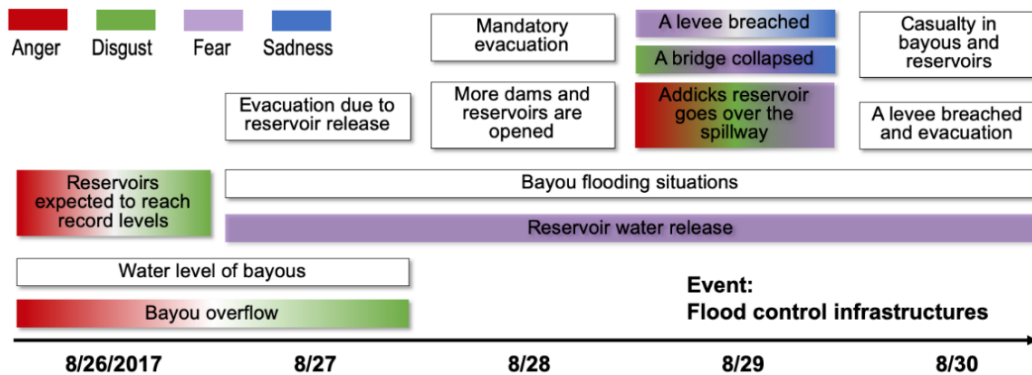 Anger Disgust Fear Sadness
Mandatory
evacuation
A levee breached
A bridge collapsed
Casualty in
bayous and
reservoirs
Evacuation due to
reservoir release
More dams and
reservoirs are
opened
Addicks reservoir
goes over the
spillway
A levee breached
and evacuation
Reservoirs
expected to reach
record levels
Bayou flooding situations
Reservoir water release
Water level of bayous
Bayou overflow
Event:
Flood control infrastructures
8/26/2017 8/27 8/28 8/29 8/30